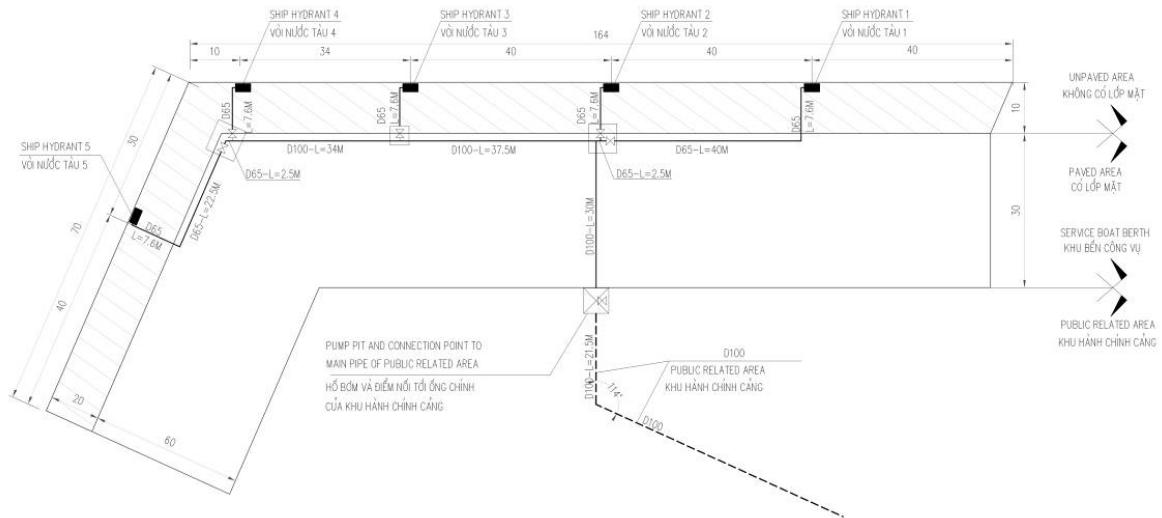 SHIP HYDRANT 4
VÒI NƯỚC TÀU 4
SHIP HYDRANT 3
VÒI NƯỚC TÀU 3
SHIP HYDRANT 2
VÒI NƯỚC TÀU 2
SHIP HYDRANT 1
VÒI NƯỚC TÀU 1
164
10
34
40
40
40
UNPAVED AREA
KHÔNG CÓ LỚP MẶT
10
D65
L=7.6M
D65
L=7.6M
D65
L=7.6M
D65
L=7.6M
30
SHIP HYDRANT 5
VÒI NƯỚC TÀU 5
D100-L=34M
D100-L=37.5M
D65-L=40M
D65-L=2.5M
D65-L=2.5M
PAVED AREA
CÓ LỚP MẶT
D65-L=22.5M
D65
L=7.6M
D100-L=30M
30
70
40
SERVICE BOAT BERTH
KHU BẾN CÔNG VỤ
PUBLIC RELATED AREA
KHU HÀNH CHÍNH CẢNG
PUMP PIT AND CONNECTION POINT TO
MAIN PIPE OF PUBLIC RELATED AREA
HỐ BƠM VÀ ĐIỂM NỐI TỚI ỐNG CHÍNH
CỦA KHU HÀNH CHÍNH CẢNG
D100-L=21.5M
D100
PUBLIC RELATED AREA
KHU HÀNH CHÍNH CẢNG
114°
D100
20
60